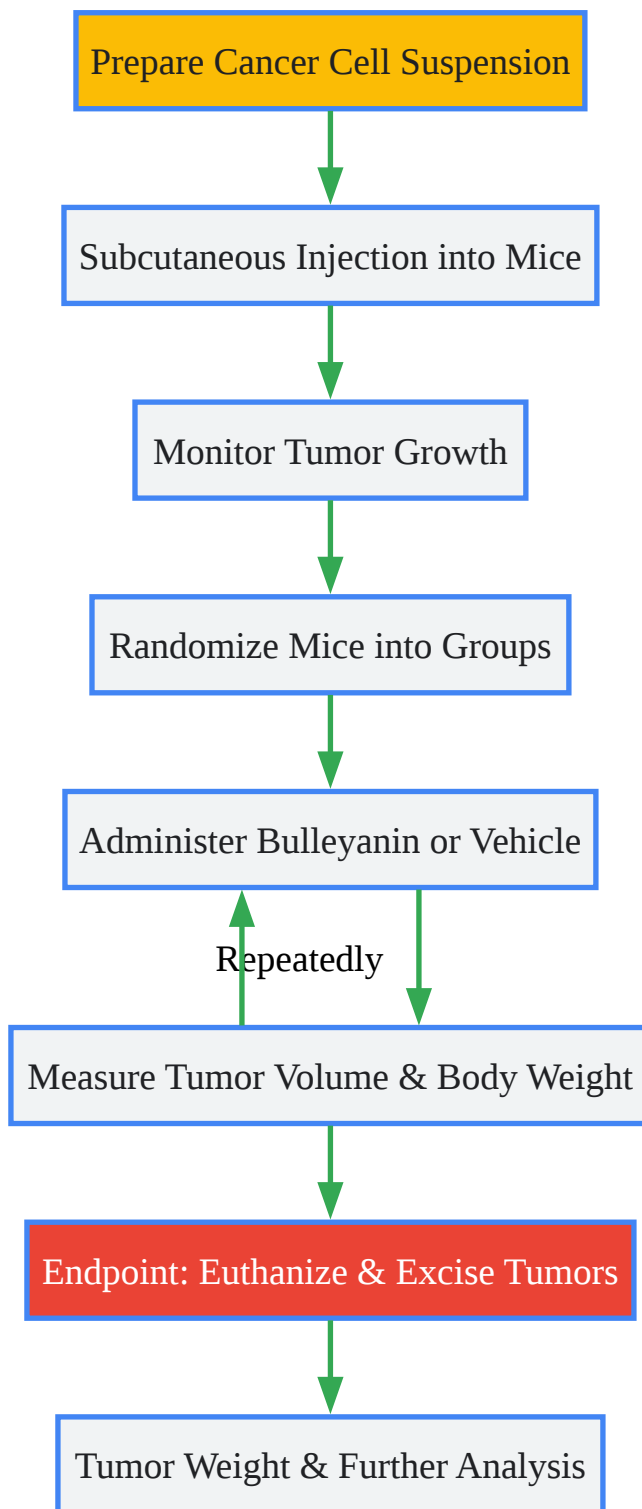 Prepare Cancer Cell Suspension
Subcutaneous Injection into Mice
Monitor Tumor Growth
Randomize Mice into Groups
Administer Bulleyanin or Vehicle
Repeatedly
Measure Tumor Volume & Body Weight
Endpoint: Euthanize & Excise Tumors
Tumor Weight & Further Analysis